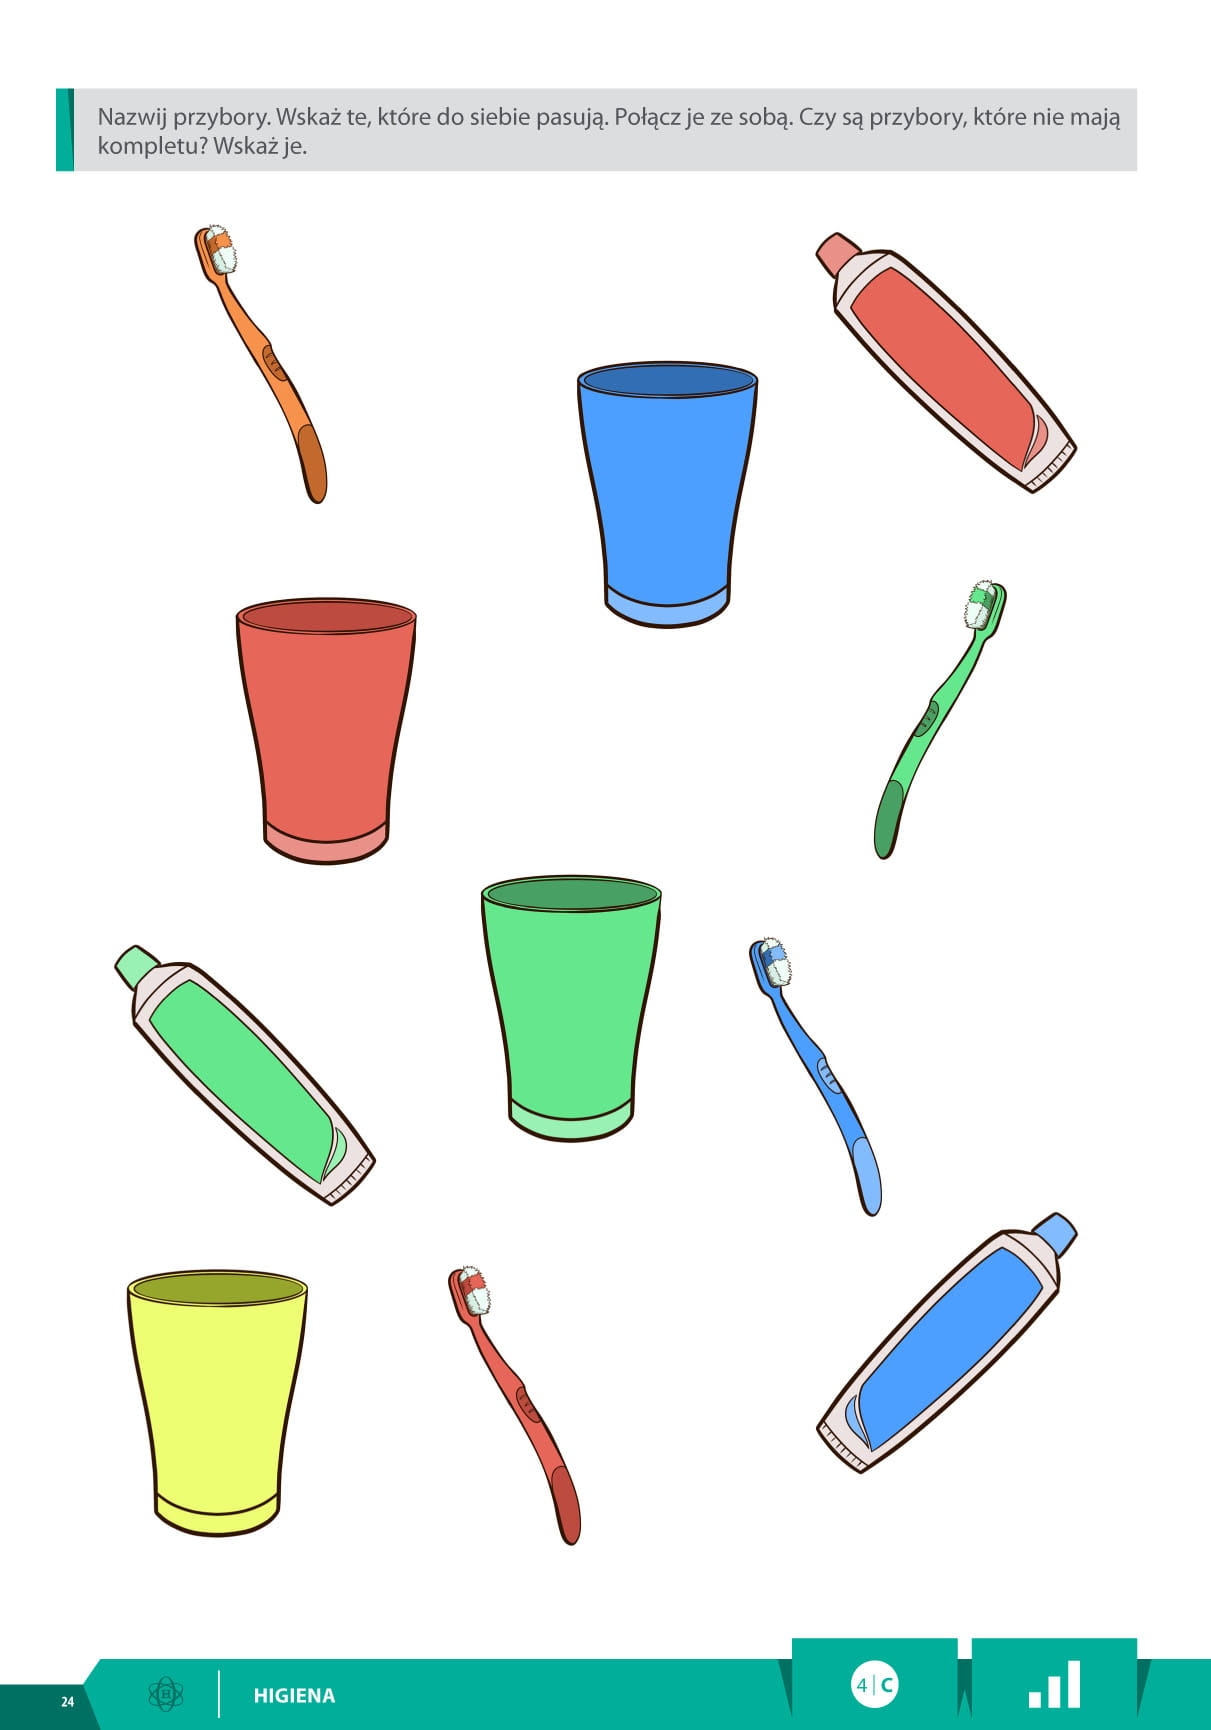 Nazwij przybory. Wskaż te, które do siebie pasują. Połącz je ze sobą. Czy są przybory, które nie mają
kompletu? Wskaż je.
24
H
HIGIENA
4|C